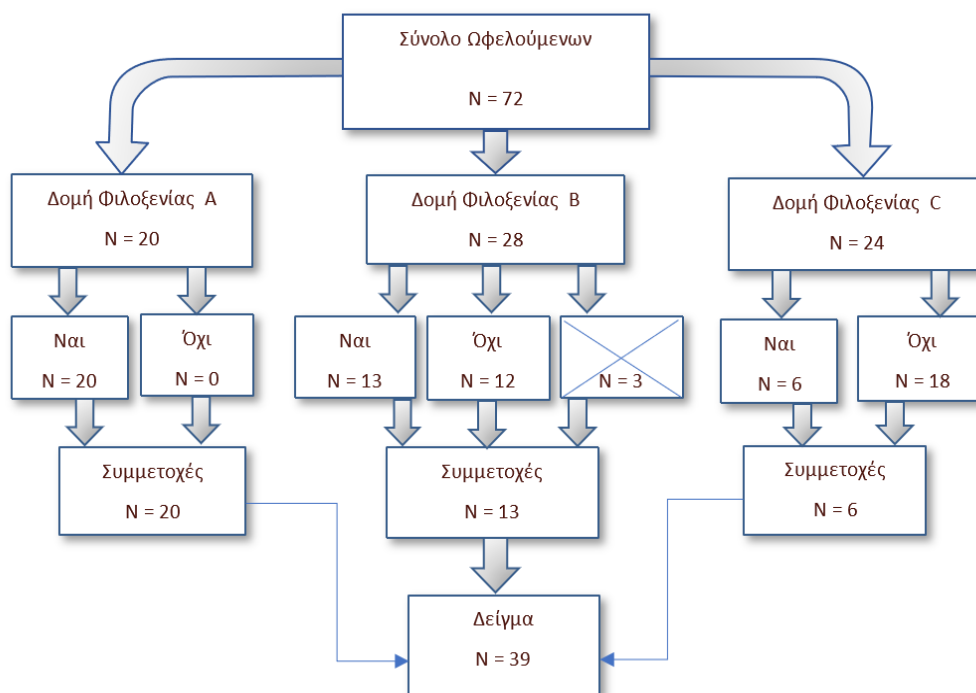 Σύνολο Ωφελούμενων
N = 72
Δομή Φιλοξενίας A
N = 20
Δομή Φιλοξενίας B
N = 28
Δομή Φιλοξενίας C
N = 24
Ναι
N = 20
Όχι
N = 0
Ναι
N = 13
Όχι
N = 12
N = 3
Ναι
N = 6
Όχι
N = 18
Συμμετοχές
N = 20
Συμμετοχές
N = 13
Συμμετοχές
N = 6
Δείγμα
N = 39